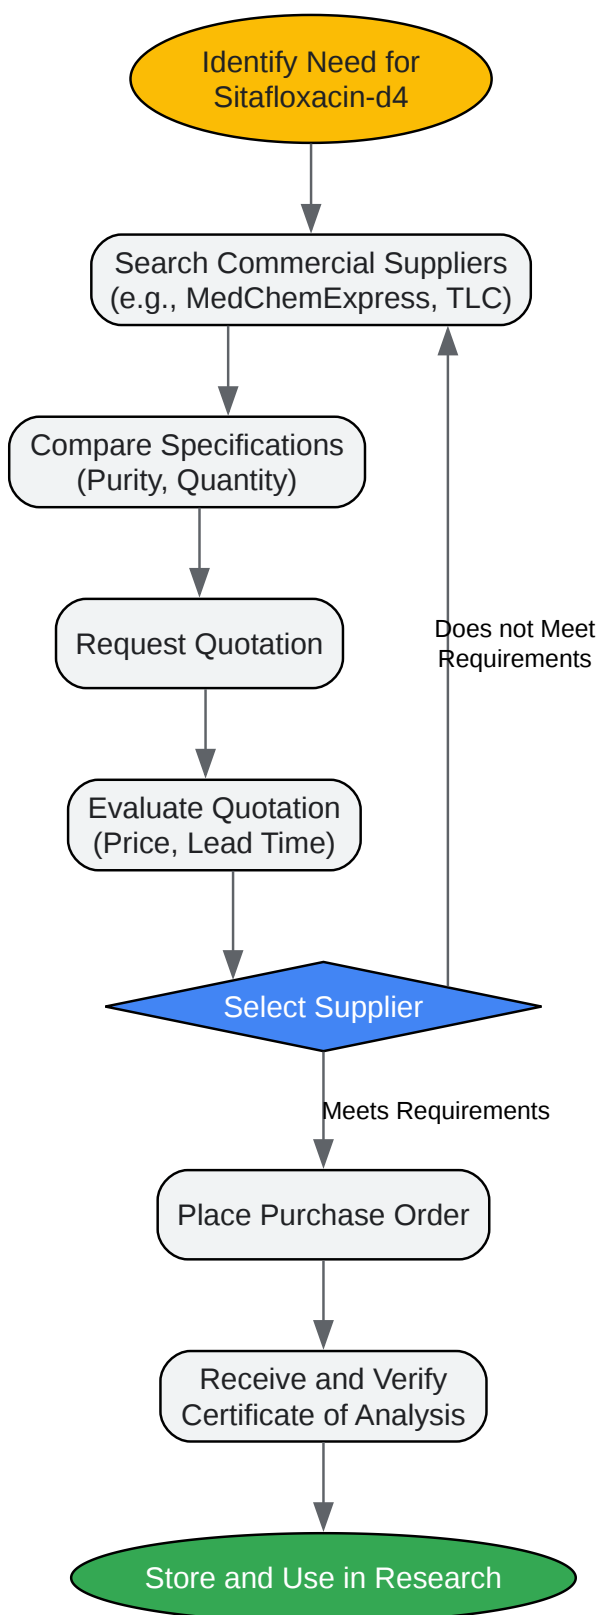 Identify Need for
Sitafloxacin-d4
Search Commercial Suppliers
(e.g., MedChemExpress, TLC)
Compare Specifications
(Purity, Quantity)
Request Quotation
Does not Meet
Requirements
Evaluate Quotation
(Price, Lead Time)
Select Supplier
Meets Requirements
Place Purchase Order
Receive and Verify
Certificate of Analysis
Store and Use in Research